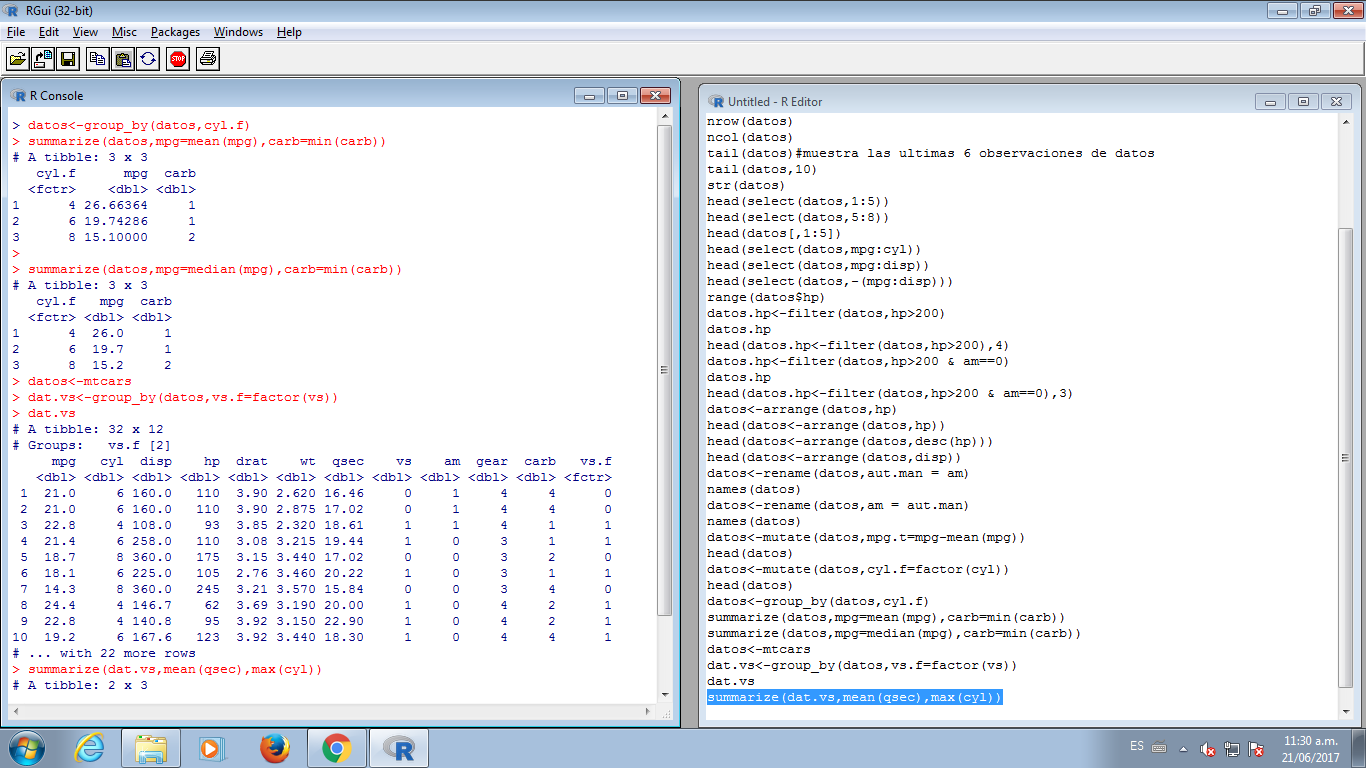 RGui (32-bit)
File Edit View Misc Packages Windows Help
STOP
R Console
> datos<-group_by(datos,cyl.f)
> summarize(datos,mpg=mean(mpg),carb=min(carb))
# A tibble: 3 x 3
cyl.f mpg carb
<fctr> <dbl> <dbl>
1 4 26.66364 1
2 6 19.74286 1
3 8 15.10000 2
>
> summarize(datos,mpg=median(mpg),carb=min(carb))
# A tibble: 3 x 3
cyl.f mpg carb
<fctr> <dbl> <dbl>
1 4 26.0 1
2 6 19.7 1
3 8 15.2 2
> datos<-mtcars
> dat.vs<-group_by(datos,vs.f=factor(vs))
> dat.vs
# A tibble: 32 x 12
# Groups: vs.f [2]
mpg cyl disp hp drat wt qsec vs am gear carb vs.f
<dbl> <dbl> <dbl> <dbl> <dbl> <dbl> <dbl> <dbl> <dbl> <dbl> <dbl> <fctr>
1 21.0 6 160.0 110 3.90 2.620 16.46 0 1 4 4 0
2 21.0 6 160.0 110 3.90 2.875 17.02 0 1 4 4 0
3 22.8 4 108.0 93 3.85 2.320 18.61 1 1 4 1 1
4 21.4 6 258.0 110 3.08 3.215 19.44 1 0 3 1 1
5 18.7 8 360.0 175 3.15 3.440 17.02 0 0 3 2 0
6 18.1 6 225.0 105 2.76 3.460 20.22 1 0 3 1 1
7 14.3 8 360.0 245 3.21 3.570 15.84 0 0 3 4 0
8 24.4 4 146.7 62 3.69 3.190 20.00 1 0 4 2 1
9 22.8 4 140.8 95 3.92 3.150 22.90 1 0 4 2 1
10 19.2 6 167.6 123 3.92 3.440 18.30 1 0 4 4 1
# ... with 22 more rows
> summarize(dat.vs,mean(qsec),max(cyl))
# A tibble: 2 x 3
Untitled - R Editor
nrow(datos)
ncol(datos)
tail(datos)#muestra las ultimas 6 observaciones de datos
tail(datos,10)
str(datos)
head(select(datos,1:5))
head(select(datos,5:8))
head(datos[,1:5])
head(select(datos,mpg:cyl))
head(select(datos,mpg:disp))
head(select(datos,-(mpg:disp)))
range(datos$hp)
datos.hp<-filter(datos,hp>200)
datos.hp
head(datos.hp<-filter(datos,hp>200),4)
datos.hp<-filter(datos,hp>200 & am==0)
datos.hp
head(datos.hp<-filter(datos,hp>200 & am==0),3)
datos<-arrange(datos,hp)
head(datos<-arrange(datos,hp))
head(datos<-arrange(datos,desc(hp)))
head(datos<-arrange(datos,disp))
datos<-rename(datos,aut.man = am)
names(datos)
datos<-rename(datos,am = aut.man)
names(datos)
datos<-mutate(datos,mpg.t=mpg-mean(mpg))
head(datos)
datos<-mutate(datos,cyl.f=factor(cyl))
head(datos)
datos<-group_by(datos,cyl.f)
summarize(datos,mpg=mean(mpg),carb=min(carb))
summarize(datos,mpg=median(mpg),carb=min(carb))
datos<-mtcars
dat.vs<-group_by(datos,vs.f=factor(vs))
dat.vs
summarize(dat.vs,mean(qsec),max(cyl))
ES
11:30 a.m.
21/06/2017